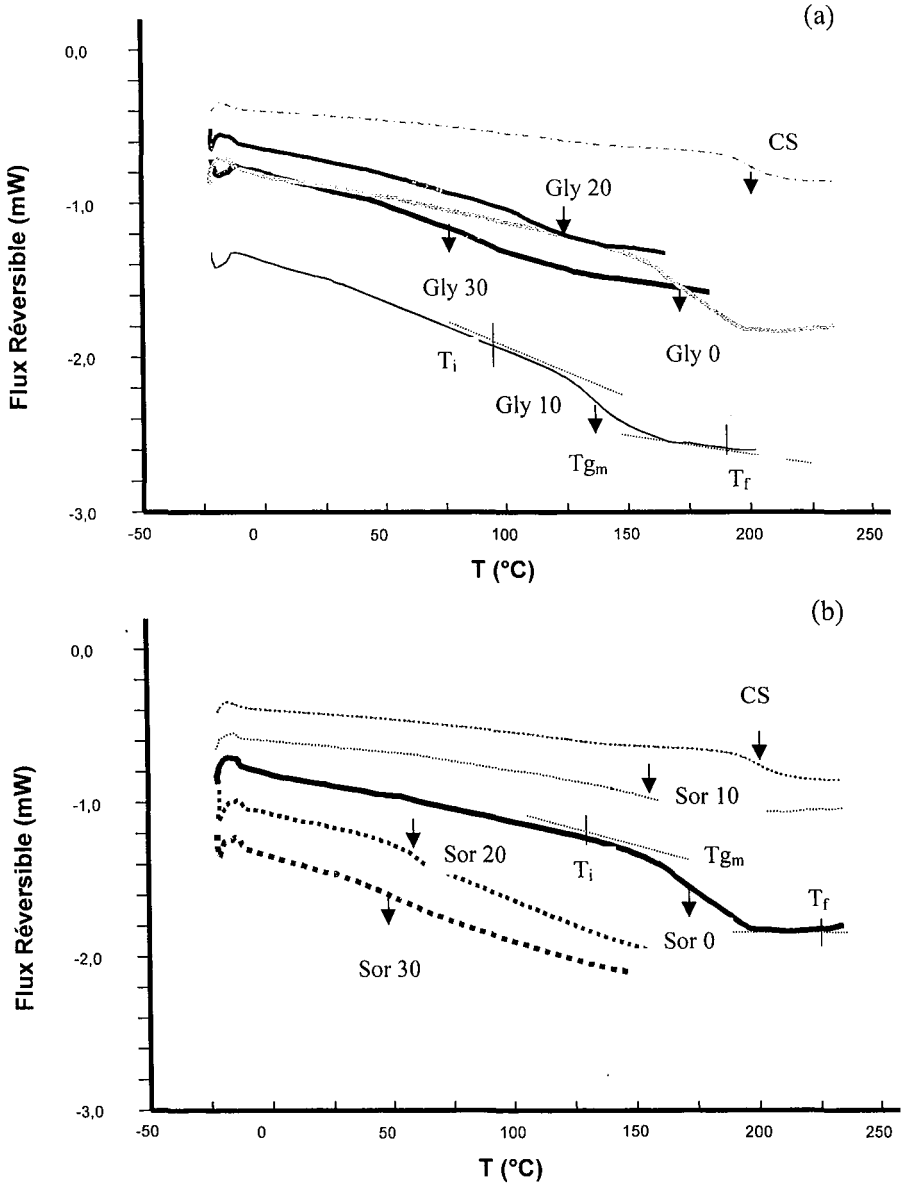 (a)
0,0
CS
Gly 20
-1,0
Gly 30
Gly 0
Ti
-2,0
Gly 10
Tgm
Tf
-3,0
-50 0 50 100 150 200 250
T (°C)
Flux Réversible (mW)
(b)
0,0
CS
-1,0
Sor 10
Sor 20
Ti
Tgm
Tf
Sor 0
Sor 30
-2,0
-3,0
-50 0 50 100 150 200 250
T (°C)
Flux Réversible (mW)